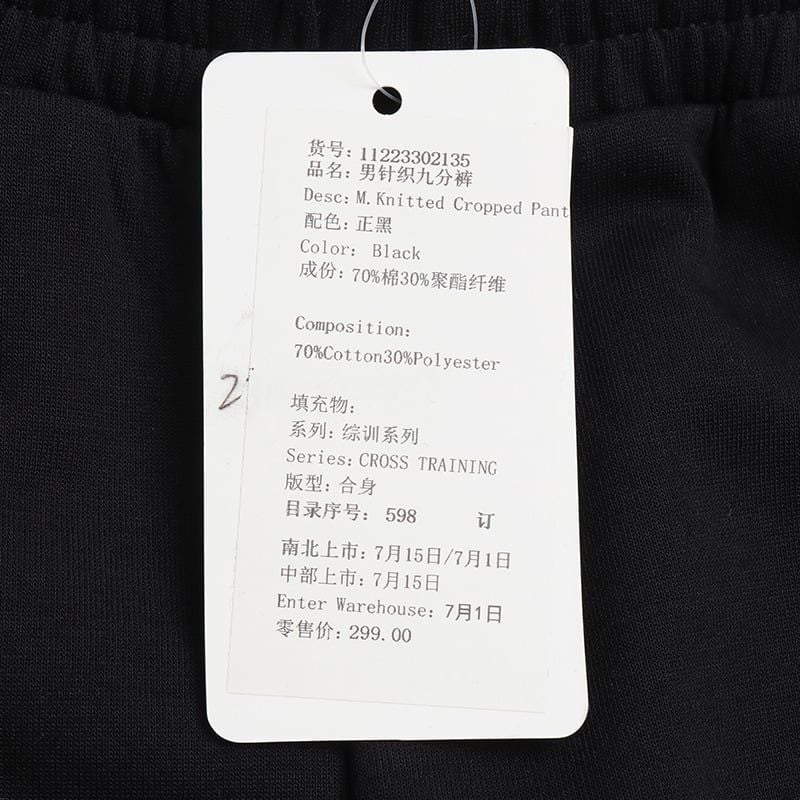 货号: 11223302135
品名: 男针织九分裤
Desc: M.Knitted Cropped Pant
配色: 正黑
Color: Black
成份: 70%棉30%聚酯纤维
Composition:
70%Cotton30%Polyester
2
填充物:
系列: 综训系列
Series: CROSS TRAINING
版型: 合身
目录序号: 598 订
南北上市: 7月15日/7月1日
中部上市: 7月15日
Enter Warehouse: 7月1日
零售价: 299.00